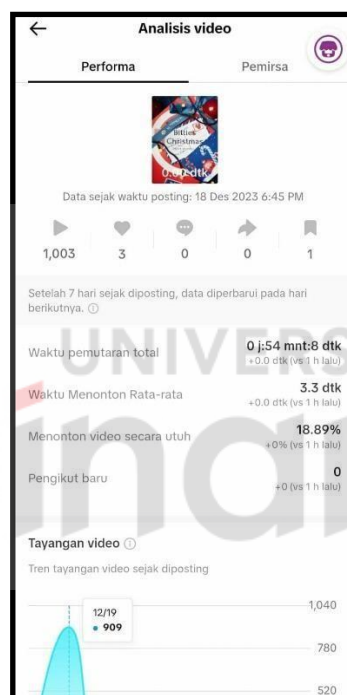 Analisis video
Performa Pemirsa
Billies
Christmas
0.00 dtk
Data sejak waktu posting: 18 Des 2023 6:45 PM
1,003 3 0 0 1
Setelah 7 hari sejak diposting, data diperbarui pada hari
berikutnya.
Waktu pemutaran total 0 j:54 mnt:8 dtk
+0.0 dtk (vs 1 h lalu)
Waktu Menonton Rata-rata 3.3 dtk
+0.0 dtk (vs 1 h lalu)
Menonton video secara utuh 18.89%
+0% (vs 1 h lalu)
Pengikut baru 0
+0 (vs 1 h lalu)
UNIVERS
inar
Tayangan video
Tren tayangan video sejak diposting
1,040
12/19
909
780
520